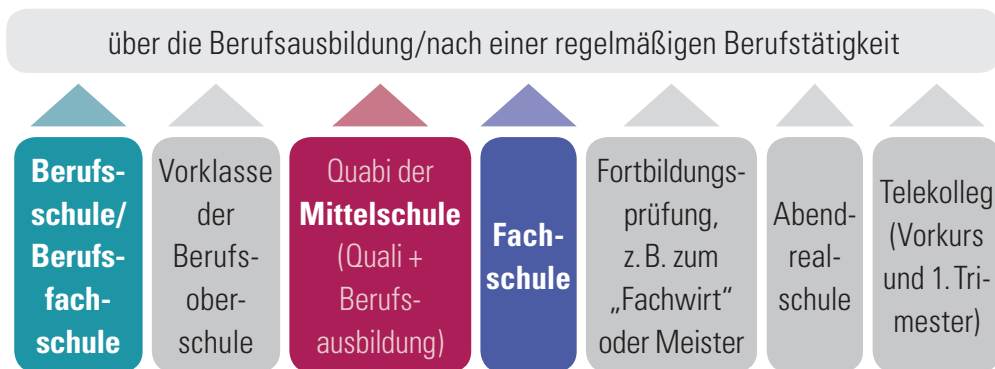 über die Berufsausbildung/nach einer regelmäßigen Berufstätigkeit
Berufs-
schule/
Berufs-
fach-
schule
Vorklasse
der
Berufs-
ober-
schule
Quabi der
Mittelschule
(Quali +
Berufs-
ausbildung)
Fach-
schule
Fortbildungs-
prüfung,
z. B. zum
„Fachwirt“
oder Meister
Abend-
real-
schule
Telekolleg
(Vorkurs
und 1. Tri-
mester)